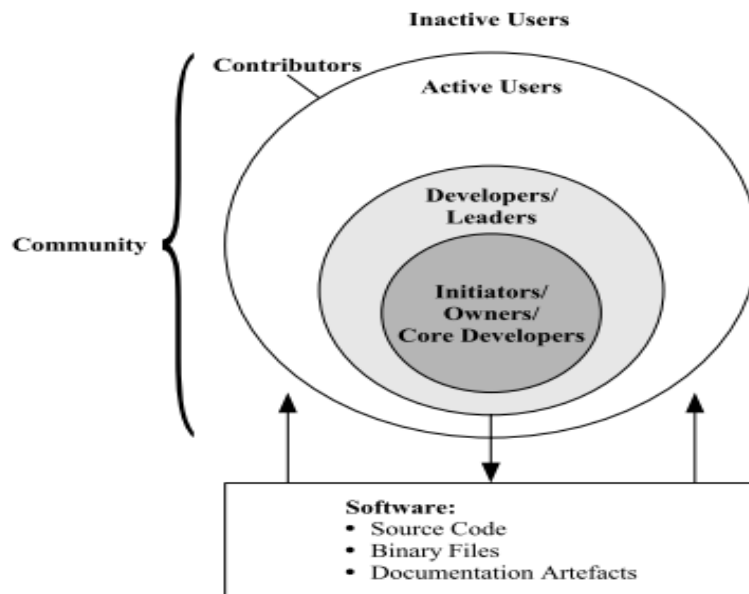 Inactive Users
Contributors
Active Users
Developers/
Leaders
Community
Initiators/
Owners/
Core Developers
Software:
• Source Code
• Binary Files
• Documentation Artefacts